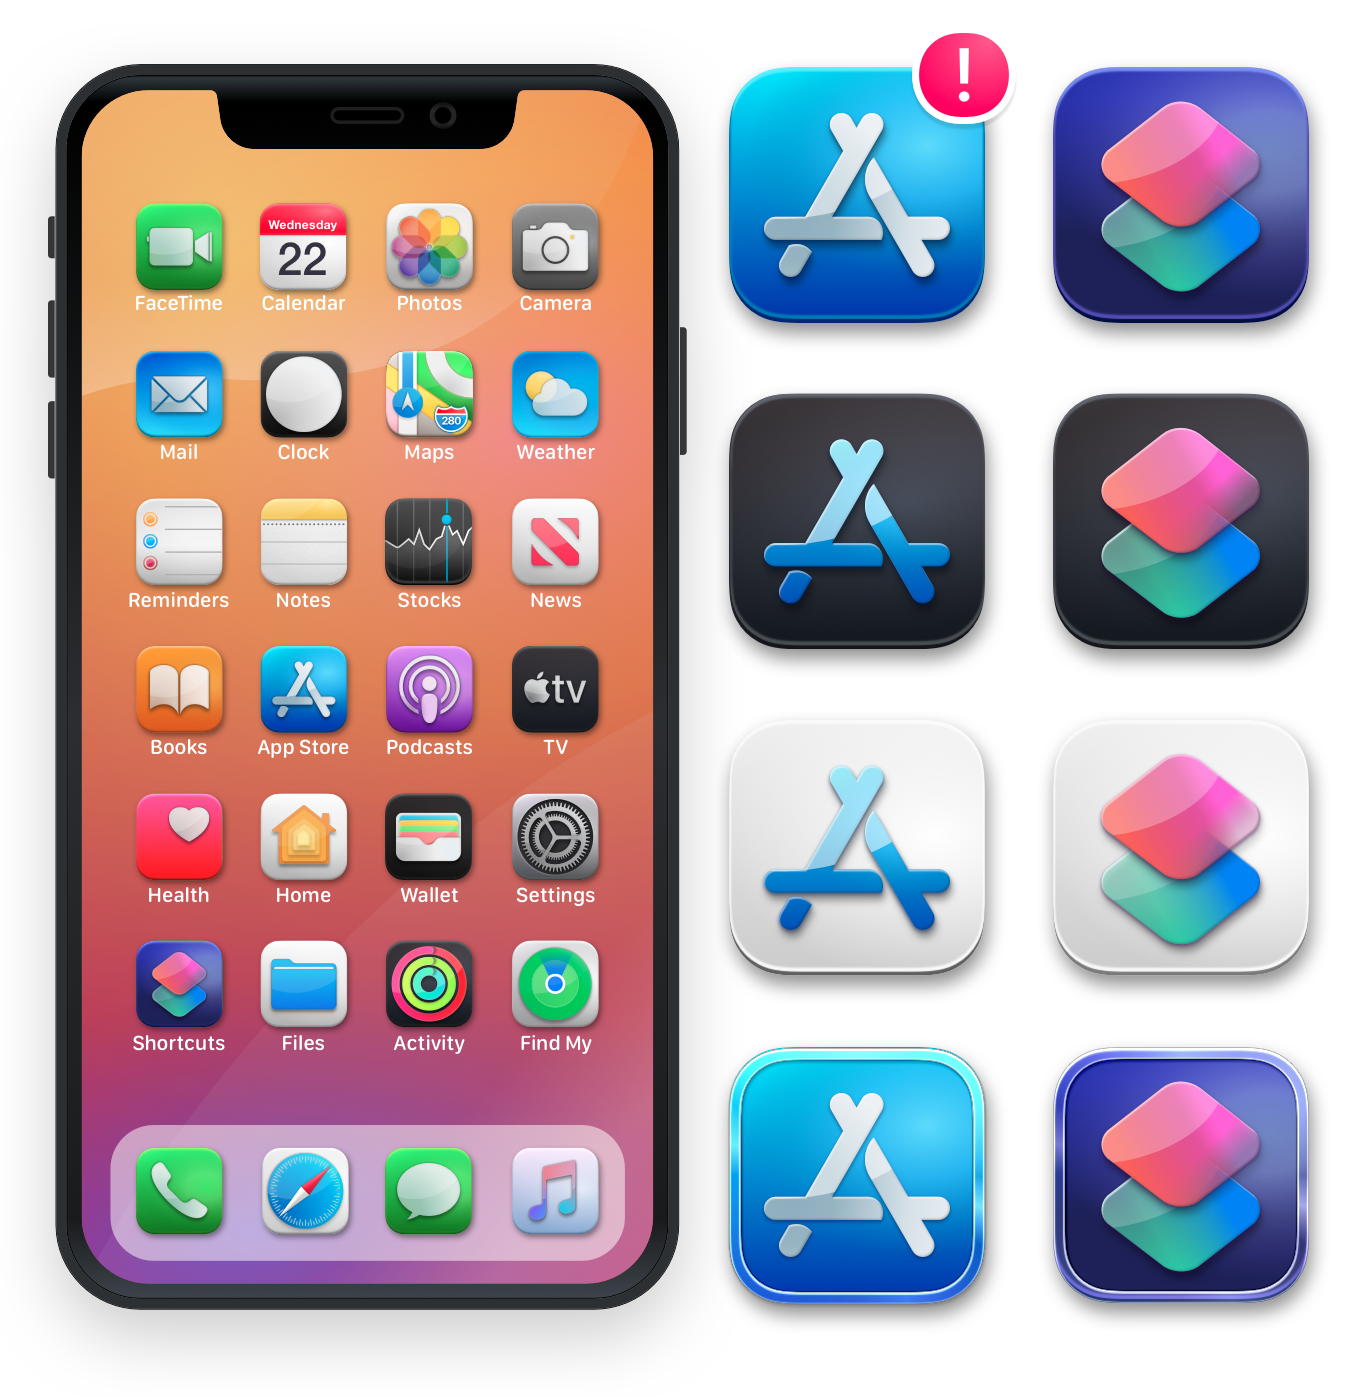 !
Wednesday
22
FaceTime Calendar Photos Camera
280
Mail Clock Maps Weather
Reminders Notes Stocks News
tv
Books App Store Podcasts TV
Health Home Wallet Settings
Shortcuts Files Activity Find My